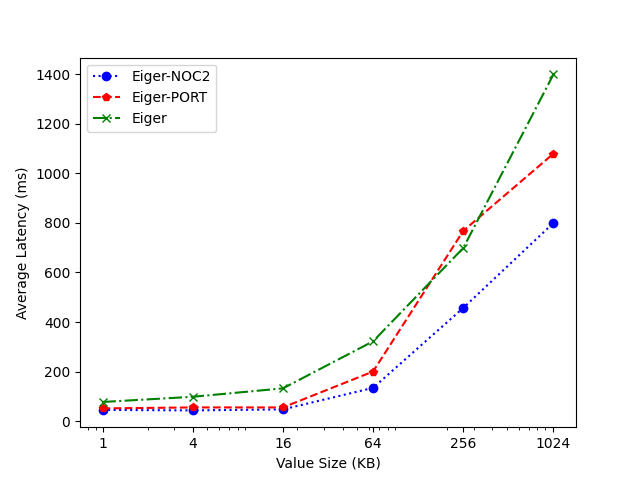 Eiger-NOC2
Eiger-PORT
Eiger
Average Latency (ms)
1400
1200
1000
800
600
400
200
0
1 4 16 64 256 1024
Value Size (KB)